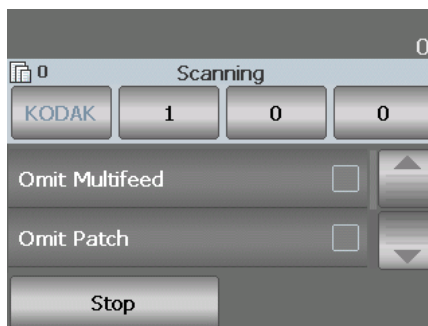 0
0 Scanning
KODAK 1 0 0
Omit Multifeed
Omit Patch
Stop